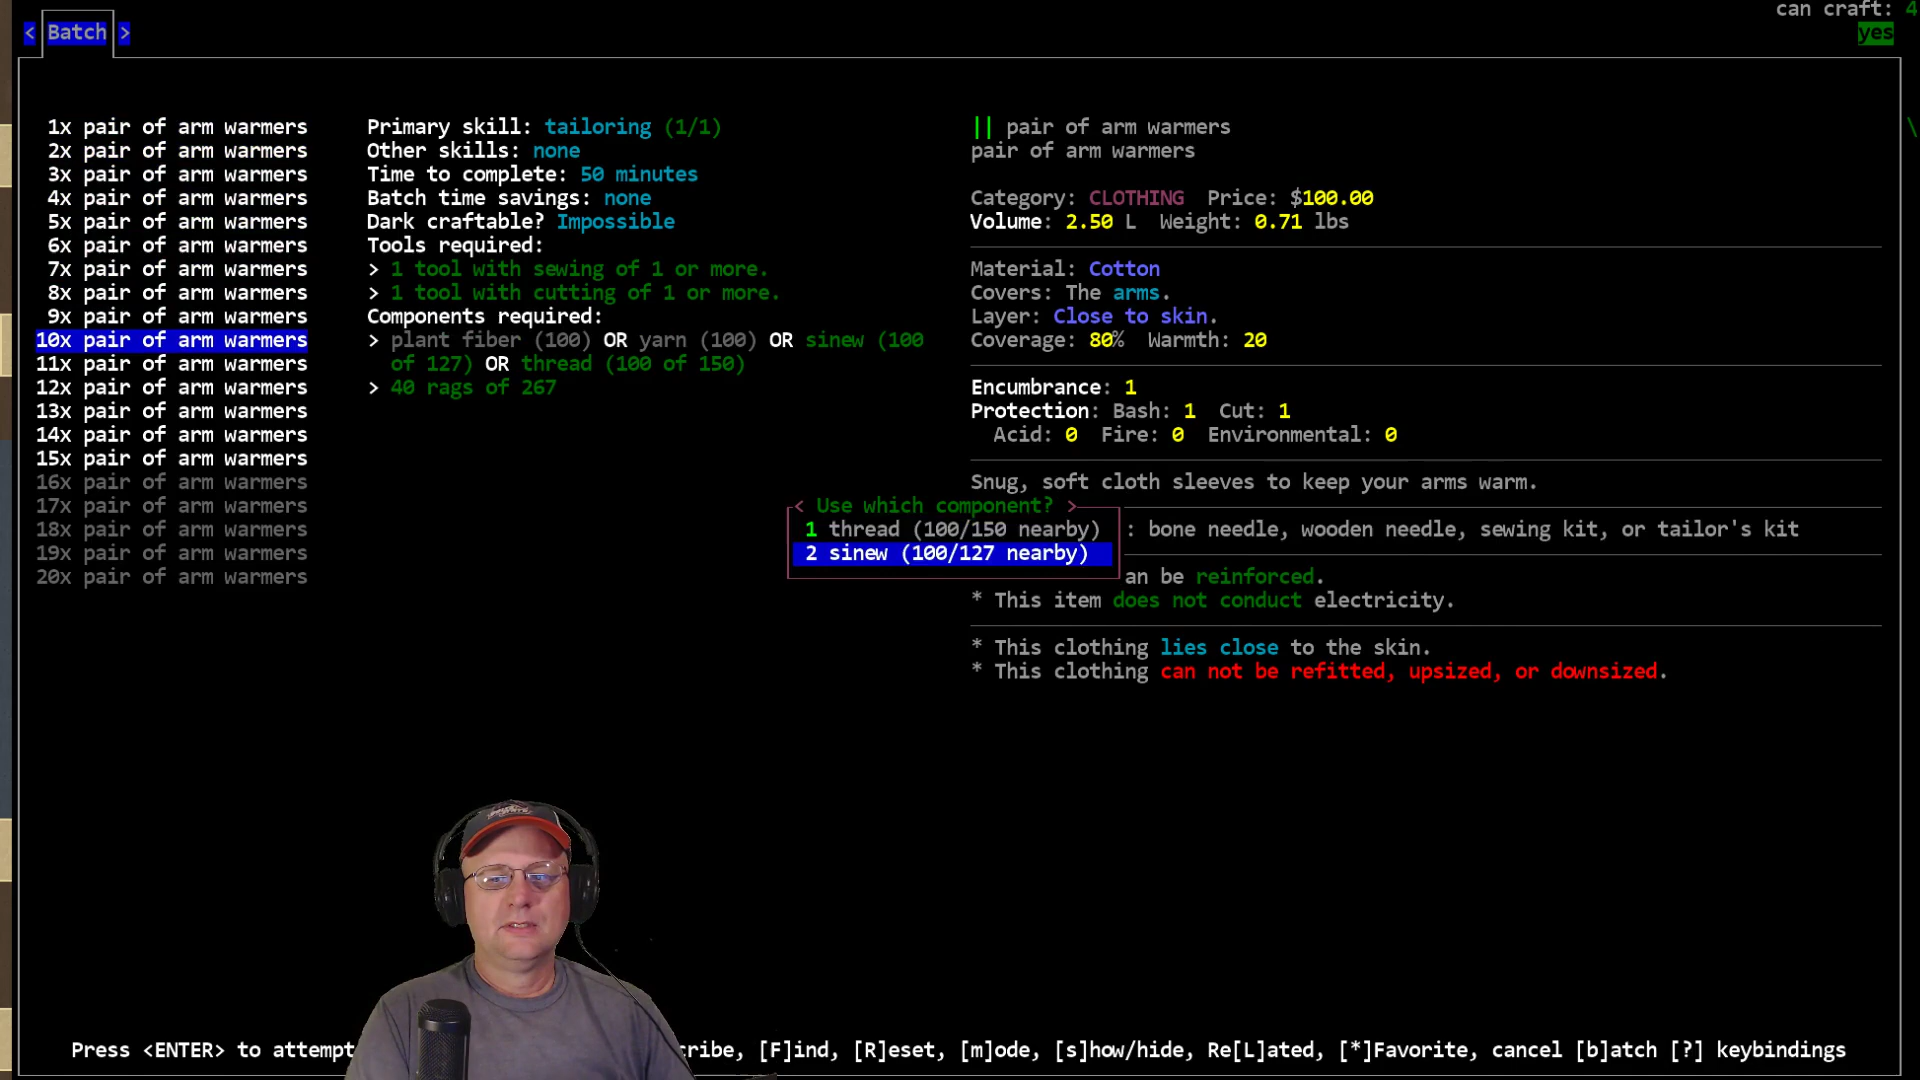 can craft: 4
< Batch >
yes
1x pair of arm warmers
2x pair of arm warmers
3x pair of arm warmers
4x pair of arm warmers
5x pair of arm warmers
6x pair of arm warmers
7x pair of arm warmers
8x pair of arm warmers
9x pair of arm warmers
10x pair of arm warmers
11x pair of arm warmers
12x pair of arm warmers
13x pair of arm warmers
14x pair of arm warmers
15x pair of arm warmers
16x pair of arm warmers
17x pair of arm warmers
18x pair of arm warmers
19x pair of arm warmers
20x pair of arm warmers
Primary skill: tailoring (1/1)
Other skills: none
Time to complete: 50 minutes
Batch time savings: none
Dark craftable? Impossible
Tools required:
> 1 tool with sewing of 1 or more.
> 1 tool with cutting of 1 or more.
Components required:
> plant fiber (100) OR yarn (100) OR sinew (100
of 127) OR thread (100 of 150)
> 40 rags of 267
|| pair of arm warmers
pair of arm warmers
Category: CLOTHING Price: $100.00
Volume: 2.50 L Weight: 0.71 lbs
Material: Cotton
Covers: The arms.
Layer: Close to skin.
Coverage: 80% Warmth: 20
Encumbrance: 1
Protection: Bash: 1 Cut: 1
Acid: 0 Fire: 0 Environmental: 0
Snug, soft cloth sleeves to keep your arms warm.
< Use which component? >
1 thread (100/150 nearby)
2 sinew (100/127 nearby)
: bone needle, wooden needle, sewing kit, or tailor's kit
an be reinforced.
* This item does not conduct electricity.
* This clothing lies close to the skin.
* This clothing can not be refitted, upsized, or downsized.
\
Press <ENTER> to attempt
cribe, [F]ind, [R]eset, [m]ode, [s]how/hide, Re[L]ated, [*]Favorite, cancel [b]atch [?] keybindings